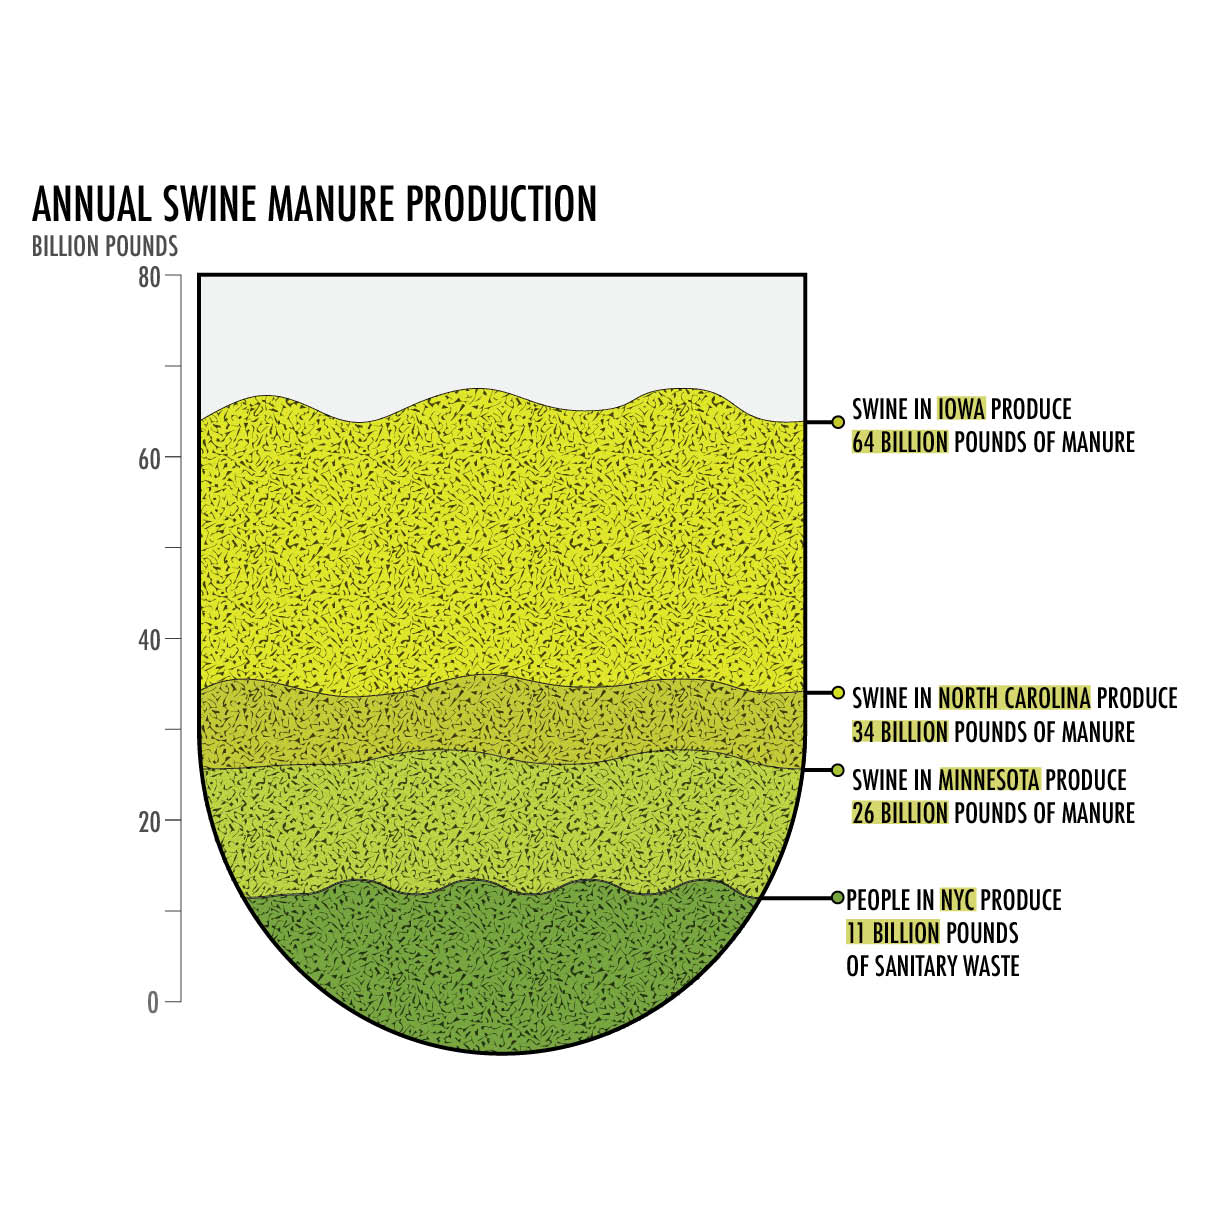 ANNUAL SWINE MANURE PRODUCTION
BILLION POUNDS
80
60
40
20
0
SWINE IN IOWA PRODUCE
64 BILLION POUNDS OF MANURE
SWINE IN NORTH CAROLINA PRODUCE
34 BILLION POUNDS OF MANURE
SWINE IN MINNESOTA PRODUCE
26 BILLION POUNDS OF MANURE
PEOPLE IN NYC PRODUCE
11 BILLION POUNDS
OF SANITARY WASTE